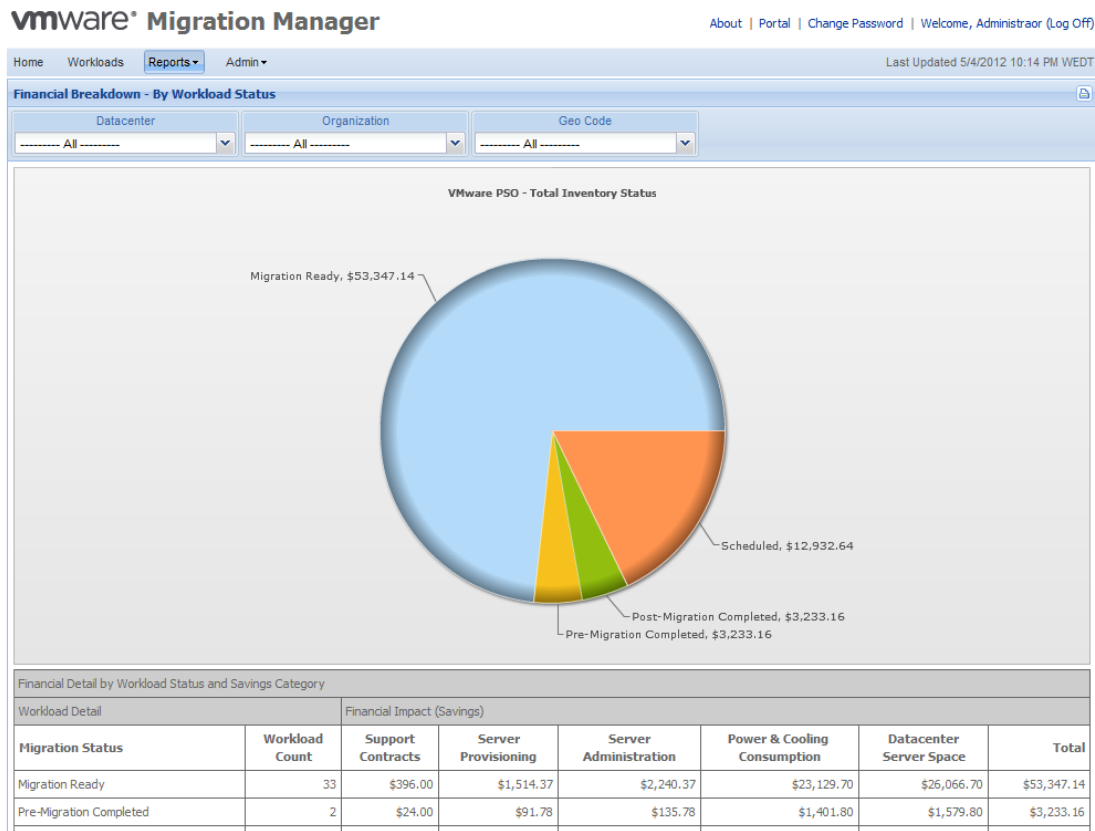 vmware® Migration Manager
About | Portal | Change Password | Welcome, Administraor (Log Off)
Home Workloads Reports Admin Last Updated 5/4/2012 10:14 PM WEDT
Financial Breakdown - By Workload Status
Datacenter Organization Geo Code
--------- All --------- --------- All --------- --------- All ---------
VMware PSO - Total Inventory Status
Migration Ready, $53,347.14
Scheduled, $12,932.64
Post-Migration Completed, $3,233.16
Pre-Migration Completed, $3,233.16
Financial Detail by Workload Status and Savings Category
Workload Detail Financial Impact (Savings)
Migration Status Workload Count Support Contracts Server Provisioning Server Administration Power & Cooling Consumption Datacenter Server Space Total
Migration Ready 33 $396.00 $1,514.37 $2,240.37 $23,129.70 $26,066.70 $53,347.14
Pre-Migration Completed 2 $24.00 $91.78 $135.78 $1,401.80 $1,579.80 $3,233.16